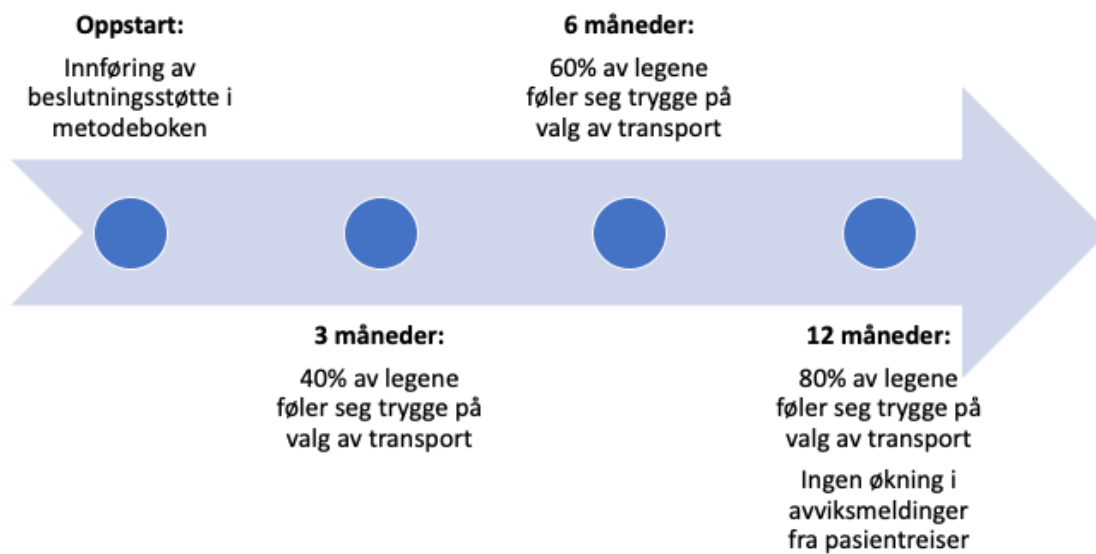 Oppstart:
Innføring av
beslutningsstøtte i
metodeboken
3 måneder:
40% av legene
føler seg trygge på
valg av transport
6 måneder:
60% av legene
føler seg trygge på
valg av transport
12 måneder:
80% av legene
føler seg trygge på
valg av transport
Ingen økning i
avviksmeldinger
fra pasientreiser